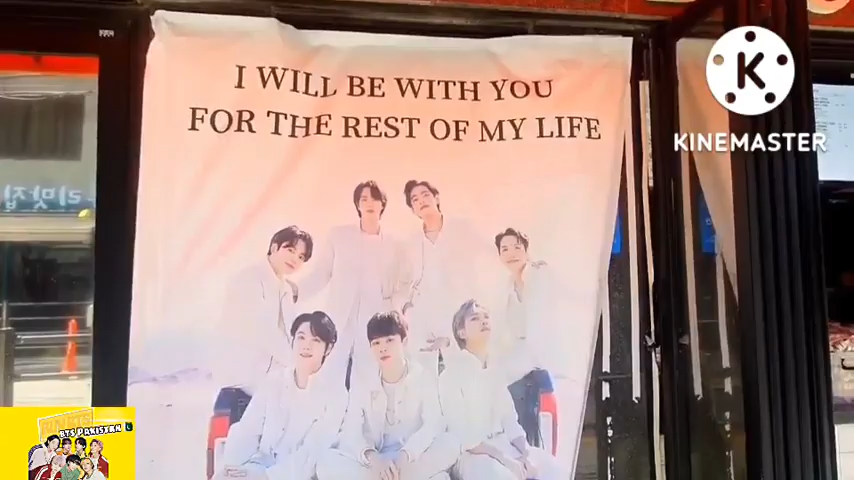 I WILL BE WITH YOU
FOR THE REST OF MY LIFE
K
KINEMASTER
BTS PAKISTAN